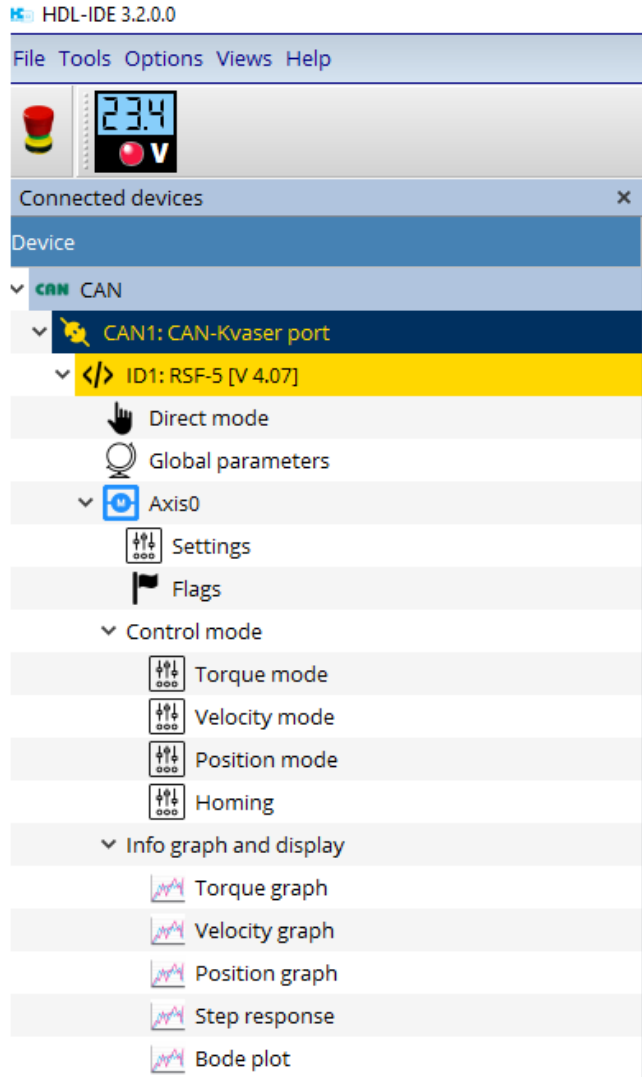 HDL-IDE 3.2.0.0
File Tools Options Views Help
23.4
V
Connected devices
Device
CAN CAN
CAN1: CAN-Kvaser port
</> ID1: RSF-5 [V 4.07]
Direct mode
Global parameters
M Axis0
Settings
Flags
Control mode
Torque mode
Velocity mode
Position mode
Homing
Info graph and display
Torque graph
Velocity graph
Position graph
Step response
Bode plot